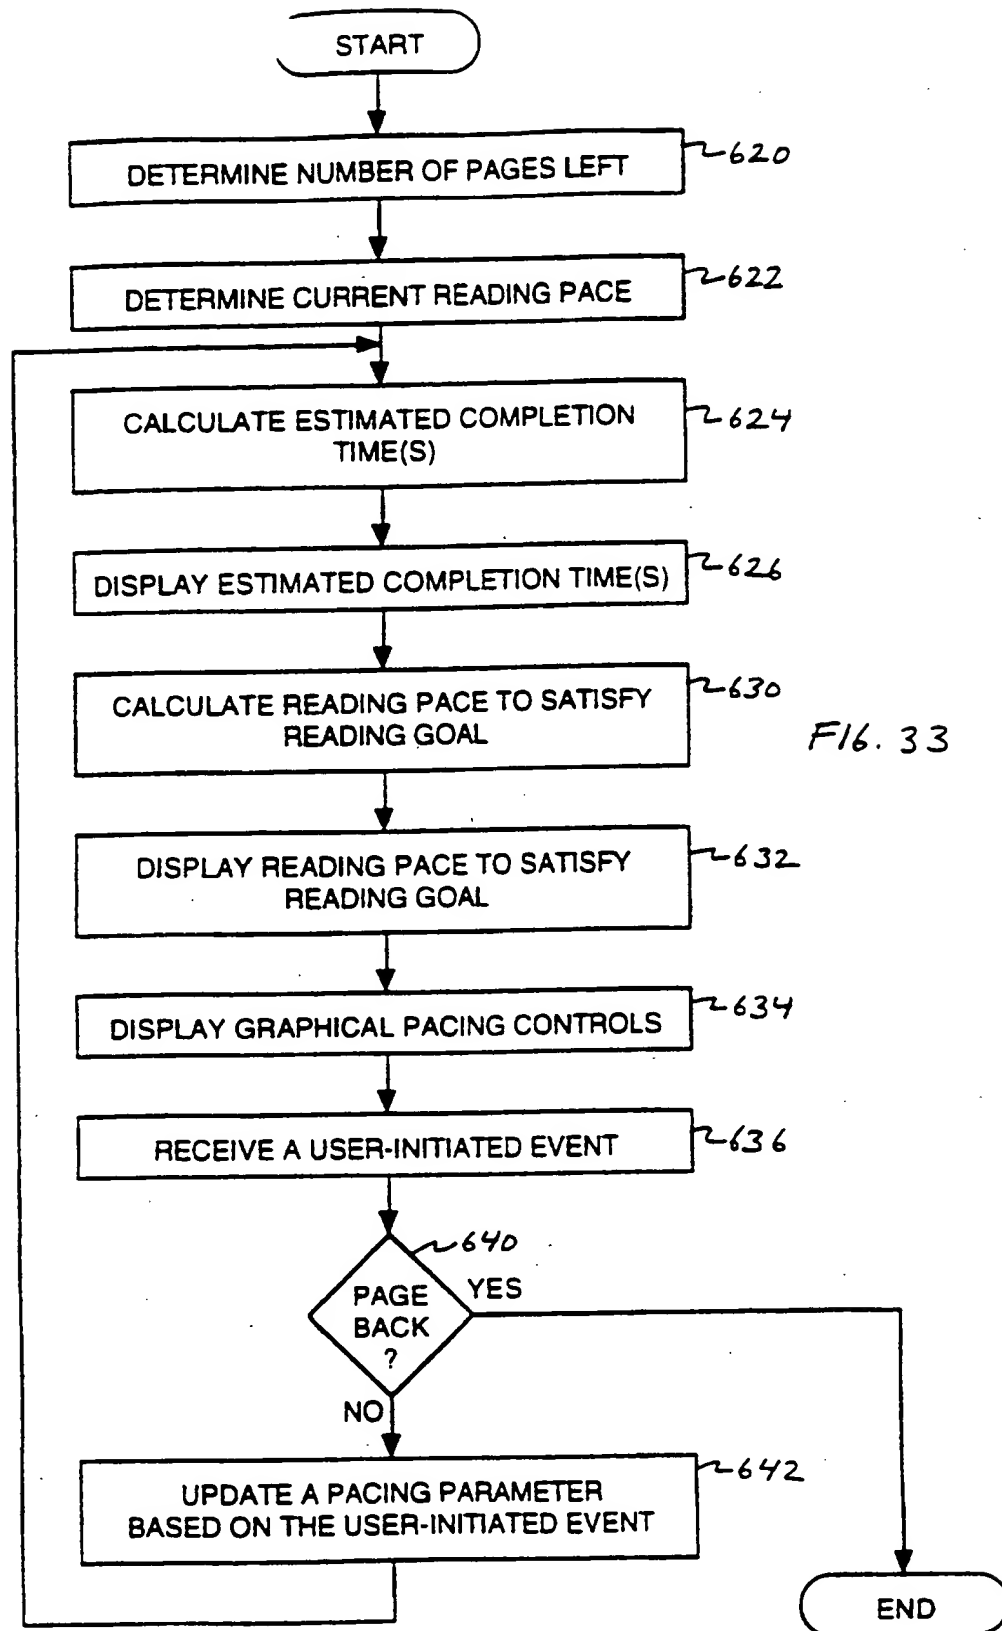 START
DETERMINE NUMBER OF PAGES LEFT
620
DETERMINE CURRENT READING PACE
622
CALCULATE ESTIMATED COMPLETION
TIME(S)
624
DISPLAY ESTIMATED COMPLETION TIME(S)
626
CALCULATE READING PACE TO SATISFY
READING GOAL
630
FIG. 33
DISPLAY READING PACE TO SATISFY
READING GOAL
632
DISPLAY GRAPHICAL PACING CONTROLS
634
RECEIVE A USER-INITIATED EVENT
636
640
PAGE
BACK
?
YES
NO
UPDATE A PACING PARAMETER
BASED ON THE USER-INITIATED EVENT
642
END